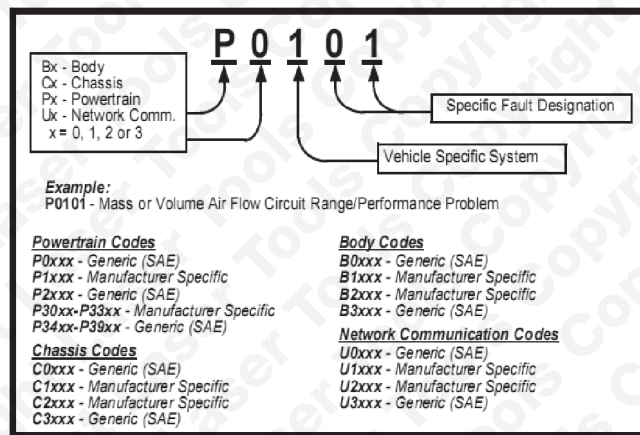 P 0 1 0 1
Bx - Body
Cx - Chassis
Px - Powertrain
Ux - Network Comm.
x = 0, 1, 2 or 3
Specific Fault Designation
Vehicle Specific System
Example:
P0101 - Mass or Volume Air Flow Circuit Range/Performance Problem
Powertrain Codes
P0xxx - Generic (SAE)
P1xxx - Manufacturer Specific
P2xxx - Generic (SAE)
P30xx-P33xx - Manufacturer Specific
P34xx-P39xx - Generic (SAE)
Chassis Codes
C0xxx - Generic (SAE)
C1xxx - Manufacturer Specific
C2xxx - Manufacturer Specific
C3xxx - Generic (SAE)
Body Codes
B0xxx - Generic (SAE)
B1xxx - Manufacturer Specific
B2xxx - Manufacturer Specific
B3xxx - Generic (SAE)
Network Communication Codes
U0xxx - Generic (SAE)
U1xxx - Manufacturer Specific
U2xxx - Manufacturer Specific
U3xxx - Generic (SAE)